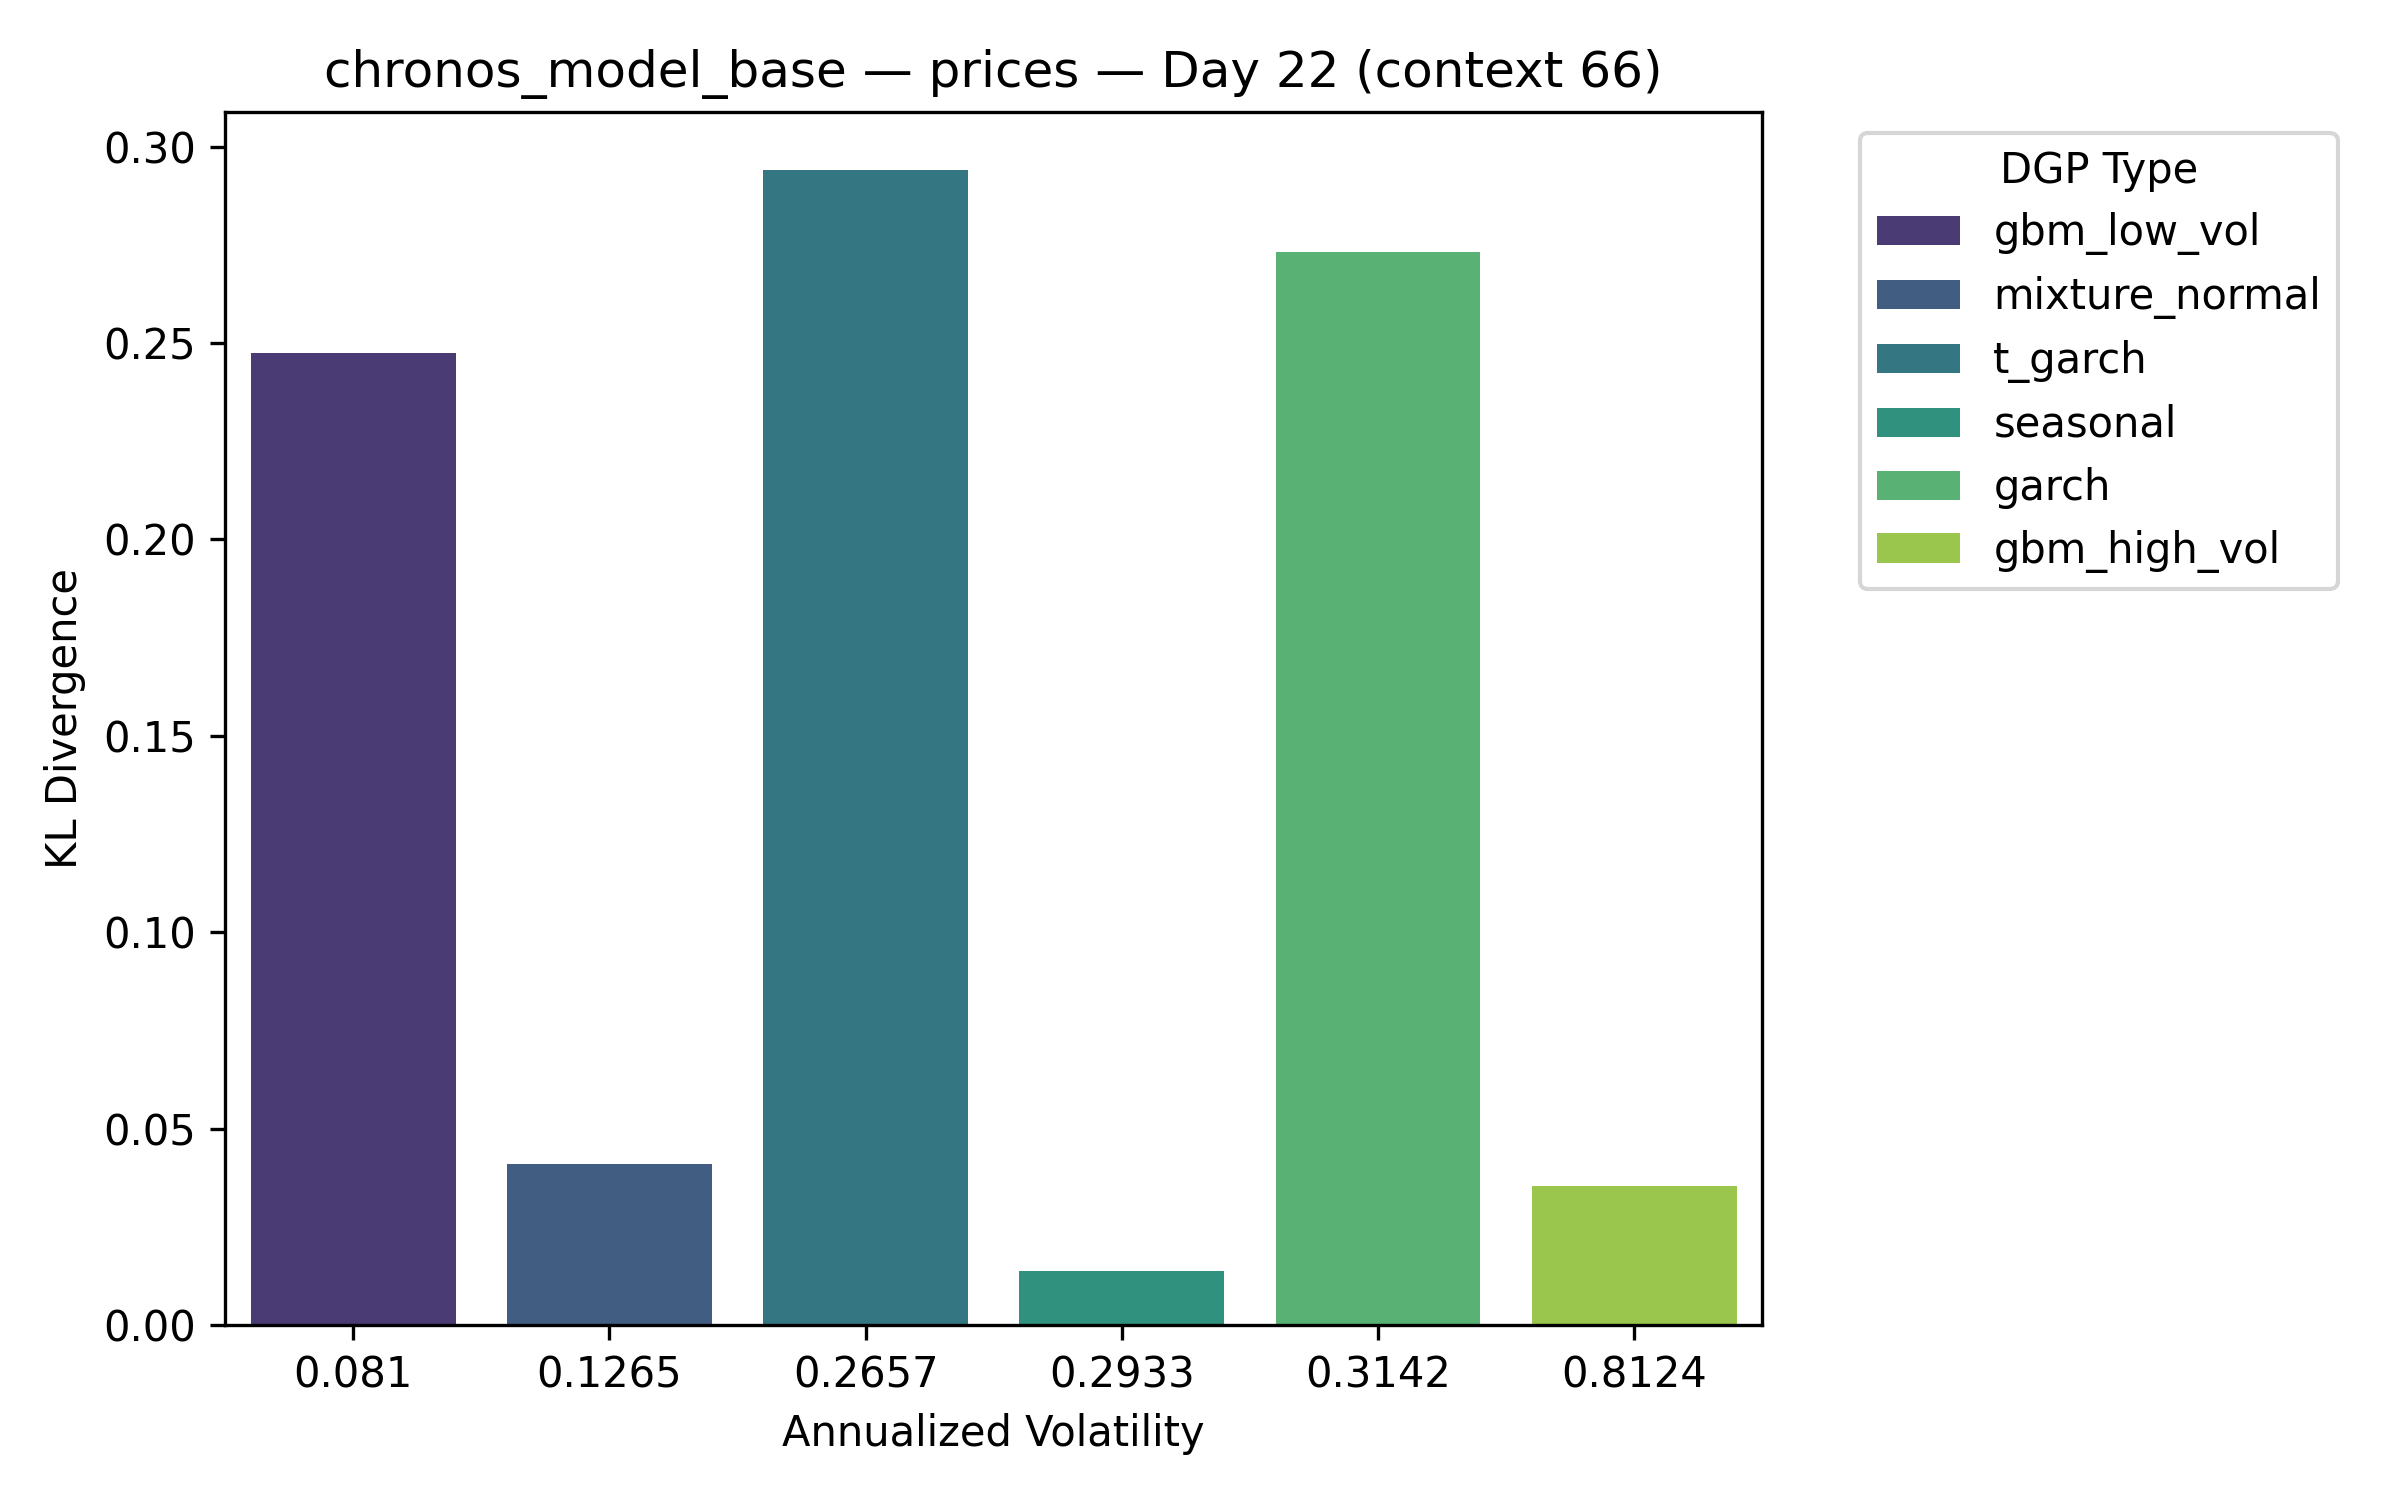 chronos_model_base — prices — Day 22 (context 66)
KL Divergence
0.30
0.25
0.20
0.15
0.10
0.05
0.00
0.081 0.1265 0.2657 0.2933 0.3142 0.8124
Annualized Volatility
DGP Type
gbm_low_vol
mixture_normal
t_garch
seasonal
garch
gbm_high_vol